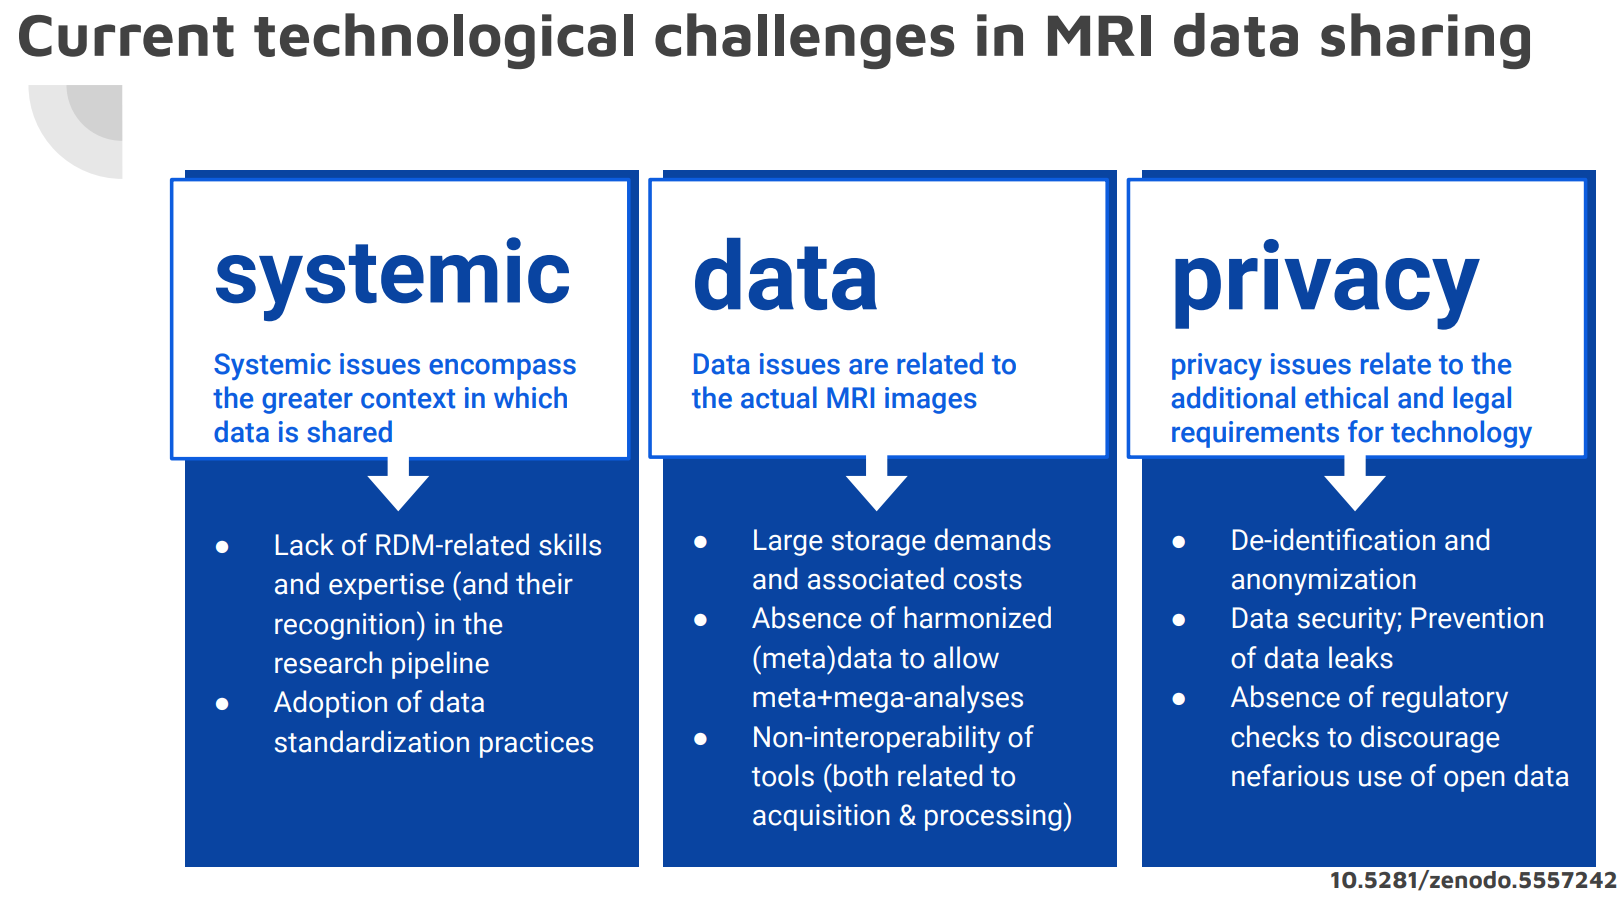 Current technological challenges in MRI data sharing
systemic
Systemic issues encompass
the greater context in which
data is shared
● Lack of RDM-related skills
and expertise (and their
recognition) in the
research pipeline
● Adoption of data
standardization practices
data
Data issues are related to
the actual MRI images
● Large storage demands
and associated costs
● Absence of harmonized
(meta)data to allow
meta+mega-analyses
● Non-interoperability of
tools (both related to
acquisition & processing)
privacy
privacy issues relate to the
additional ethical and legal
requirements for technology
● De-identification and
anonymization
● Data security; Prevention
of data leaks
● Absence of regulatory
checks to discourage
nefarious use of open data
10.5281/zenodo.5557242